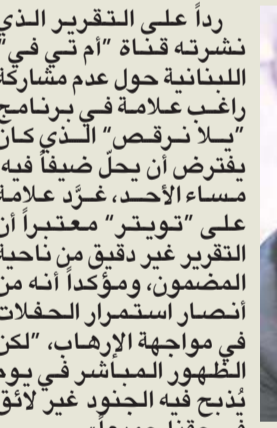 رداً على التقرير الذي
نشرته قناة "أم تي في"
اللبنانية حول عدم مشاركة
راغب علامة في برنامج
"يلا نرقص" الذي كان
يفترض أن يحلّ ضيفاً فيه
مساء الأحد، غرَّد علامة
على "تويتر" معتبراً أن
التقرير غير دقيق من ناحية
المضمون، ومؤكداً أنه من
أنصار استمرار الحفلات
في مواجهة الإرهاب، "لكن
الظهور المباشر في يوم
يُذبح فيه الجنود غير لائق